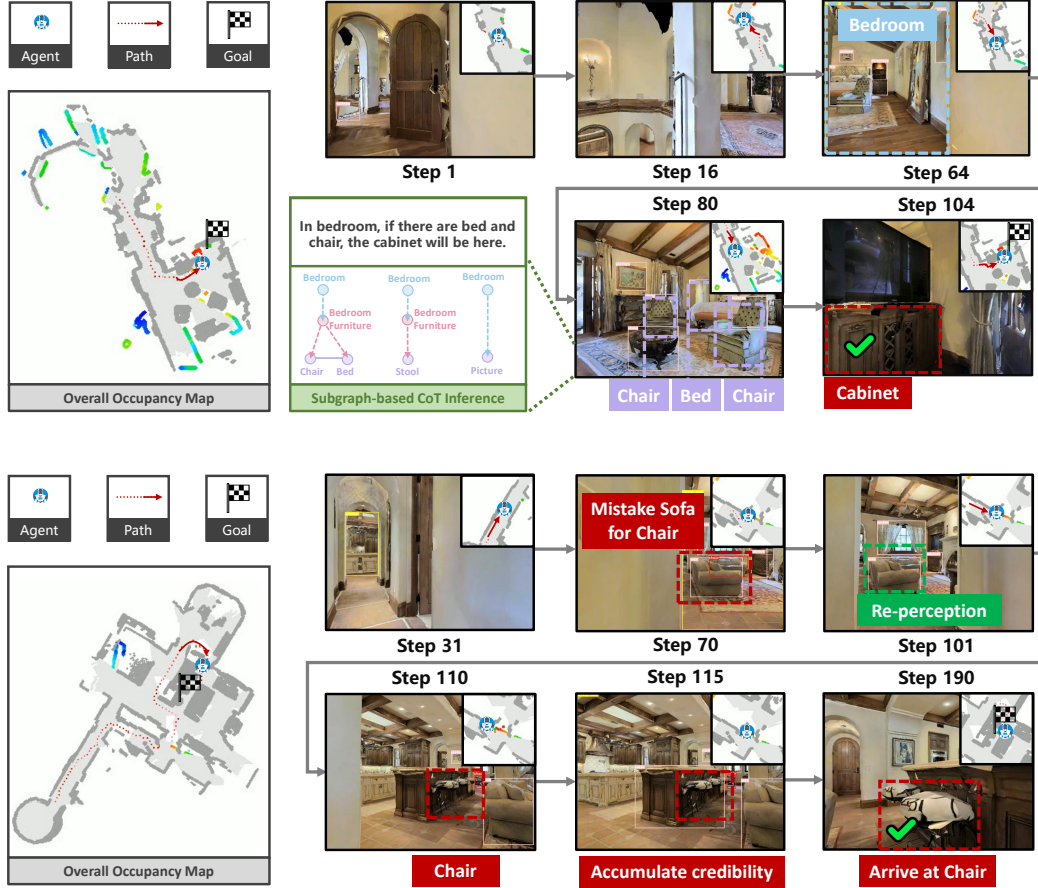 Agent
Path
Goal
Overall Occupancy Map
Step 1
Step 16
Bedroom
Step 64
In bedroom, if there are bed and
chair, the cabinet will be here.
Bedroom
Bedroom
Bedroom
Bedroom
Furniture
Bedroom
Furniture
Chair
Bed
Stool
Picture
Subgraph-based CoT Inference
Step 80
Chair
Bed
Chair
Step 104
Cabinet
Agent
Path
Goal
Overall Occupancy Map
Step 31
Mistake Sofa
for Chair
Step 70
Re-perception
Step 101
Step 110
Chair
Step 115
Accumulate credibility
Step 190
Arrive at Chair